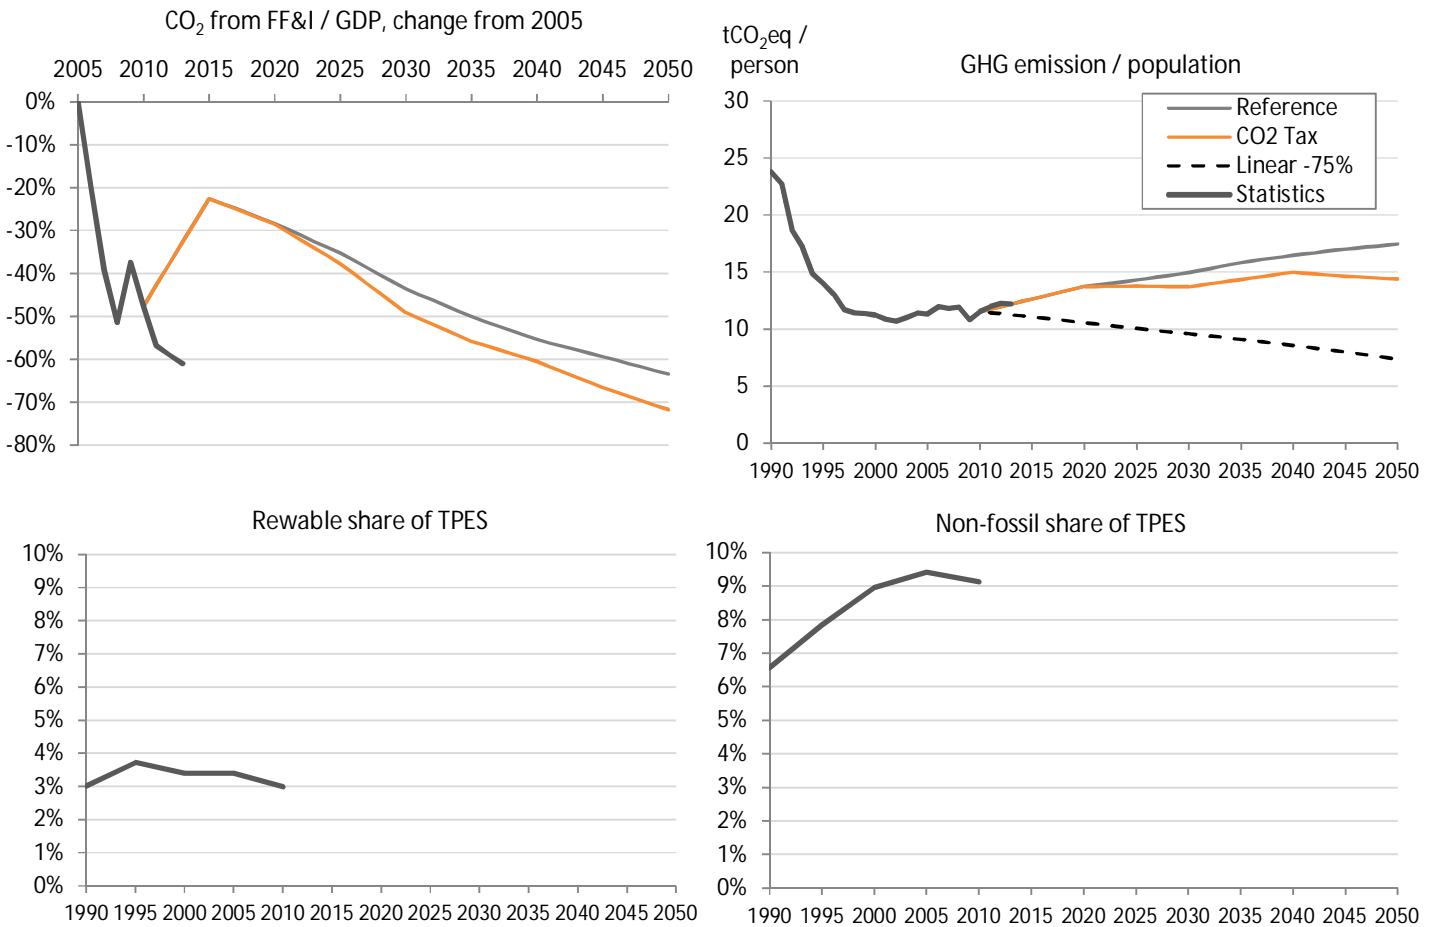 CO₂ from FF&I / GDP, change from 2005
2005 2010 2015 2020 2025 2030 2035 2040 2045 2050
0%
-10%
-20%
-30%
-40%
-50%
-60%
-70%
-80%
tCO₂eq /
person
GHG emission / population
30
25
20
15
10
5
0
Reference
CO2 Tax
Linear -75%
Statistics
1990 1995 2000 2005 2010 2015 2020 2025 2030 2035 2040 2045 2050
Rewable share of TPES
10%
9%
8%
7%
6%
5%
4%
3%
2%
1%
0%
1990 1995 2000 2005 2010 2015 2020 2025 2030 2035 2040 2045 2050
Non-fossil share of TPES
10%
9%
8%
7%
6%
5%
4%
3%
2%
1%
0%
1990 1995 2000 2005 2010 2015 2020 2025 2030 2035 2040 2045 2050